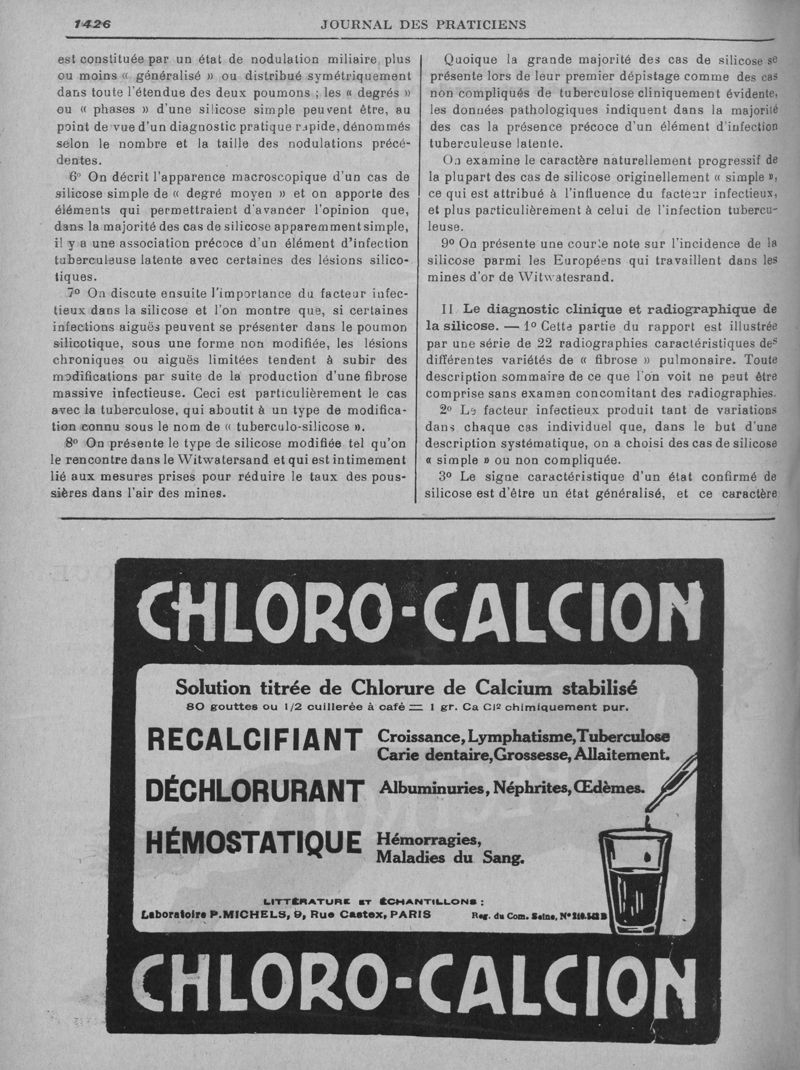 1426
JOURNAL DES PRATICIENS
est constituée par un état de nodulation miliaire plus
ou moins « généralisé » ou distribué symétriquement
dans toute l'étendue des deux poumons ; les « degrés »
ou « phases » d'une silicose simple peuvent être, au
point de vue d'un diagnostic pratique rapide, dénommés
selon le nombre et la taille des nodulations précé-
dentes.
6º On décrit l'apparence macroscopique d'un cas de
silicose simple de « degré moyen » et on apporte des
éléments qui permettraient d'avancer l'opinion que,
dans la majorité des cas de silicose apparemment simple,
il y a une association précoce d'un élément d'infection
tuberculeuse latente avec certaines des lésions silico-
tiques.
7º On discute ensuite l'importance du facteur infec-
tieux dans la silicose et l'on montre que, si certaines
infections aiguës peuvent se présenter dans le poumon
silicotique, sous une forme non modifiée, les lésions
chroniques ou aiguës limitées tendent à subir des
modifications par suite de la production d'une fibrose
massive infectieuse. Ceci est particulièrement le cas
avec la tuberculose, qui aboutit à un type de modifica-
tion connu sous le nom de « tuberculo-silicose ».
8º On présente le type de silicose modifiée tel qu'on
le rencontre dans le Witwatersand et qui est intimement
lié aux mesures prises pour réduire le taux des pous-
sières dans l'air des mines.
Quoique la grande majorité des cas de silicose se
présente lors de leur premier dépistage comme des cas
non compliqués de tuberculose cliniquement évidente,
les données pathologiques indiquent dans la majorité
des cas la présence précoce d'un élément d'infection
tuberculeuse latente.
On examine le caractère naturellement progressif de
la plupart des cas de silicose originellement « simple »,
ce qui est attribué à l'influence du facteur infectieux,
et plus particulièrement à celui de l'infection tubercu-
leuse.
9º On présente une courte note sur l'incidence de la
silicose parmi les Européens qui travaillent dans les
mines d'or de Witwatesrand.
II Le diagnostic clinique et radiographique de
la silicose. — 1º Cette partie du rapport est illustrée
par une série de 22 radiographies caractéristiques des
différentes variétés de « fibrose » pulmonaire. Toute
description sommaire de ce que l'on voit ne peut être
comprise sans examen concomitant des radiographies.
2º Le facteur infectieux produit tant de variations
dans chaque cas individuel que, dans le but d'une
description systématique, on a choisi des cas de silicose
« simple » ou non compliquée.
3º Le signe caractéristique d'un état confirmé de
silicose est d'être un état généralisé, et ce caractère
CHLORO-CALCION
Solution titrée de Chlorure de Calcium stabilisé
80 gouttes ou 1/2 cuillerée à café = 1 gr. Ca Cl² chimiquement pur.
RECALCIFIANT Croissance, Lymphatisme, Tuberculose
Carie dentaire, Grossesse, Allaitement.
DÉCHLORURANT Albuminuries, Néphrites, Œdèmes.
HÉMOSTATIQUE Hémorragies,
Maladies du Sang.
LITTÉRATURE ET ÉCHANTILLONS :
Laboratoire P. MICHELS, 9, Rue Castex, PARIS Reg. du Com. Seine, Nº
CHLORO-CALCION